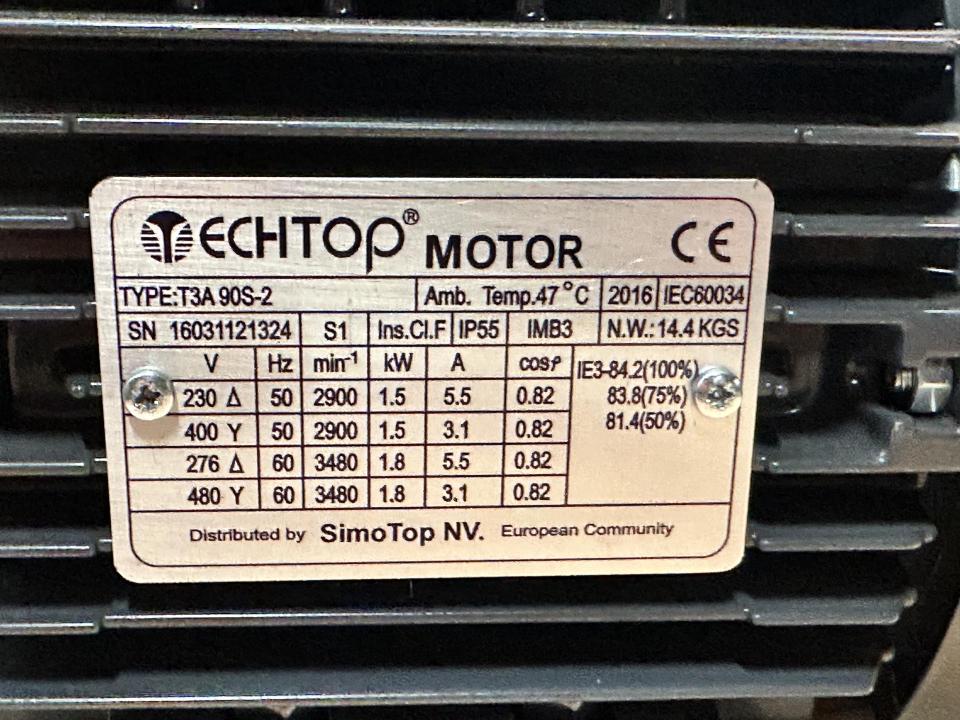 TECHTOP® MOTOR CE
TYPE:T3A 90S-2 Amb. Temp.47°C 2016 IEC60034
SN 16031121324 S1 Ins.Cl.F IP55 IMB3 N.W.:14.4 KGS
V Hz min⁻¹ kW A cosφ IE3-84.2(100%)
230 Δ 50 2900 1.5 5.5 0.82 83.8(75%)
400 Y 50 2900 1.5 3.1 0.82 81.4(50%)
276 Δ 60 3480 1.8 5.5 0.82
480 Y 60 3480 1.8 3.1 0.82
Distributed by SimoTop NV. European Community